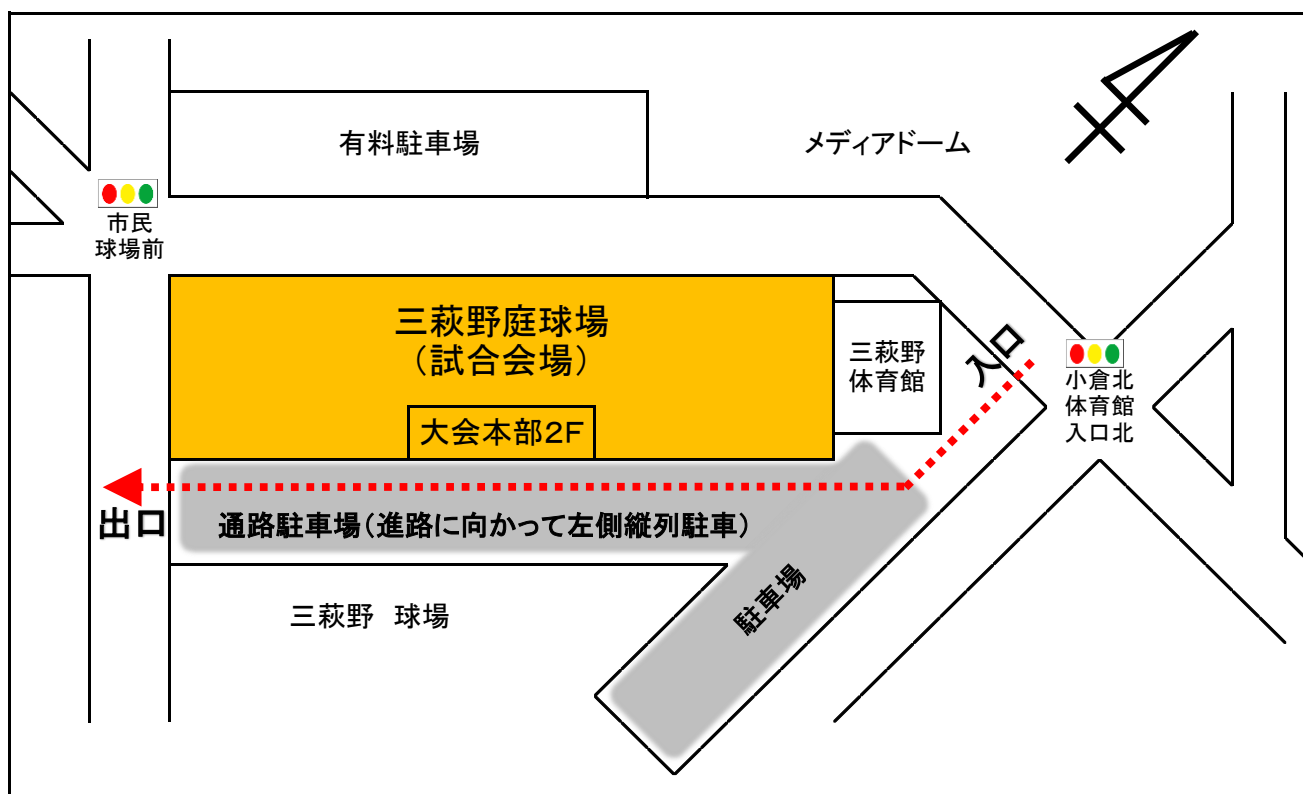 有料駐車場
メディアドーム
市民
球場前
三萩野庭球場
(試合会場)
三萩野
体育館
入口
小倉北
体育館
入口北
大会本部2F
出口
通路駐車場(進路に向かって左側縦列駐車)
駐車場
三萩野 球場